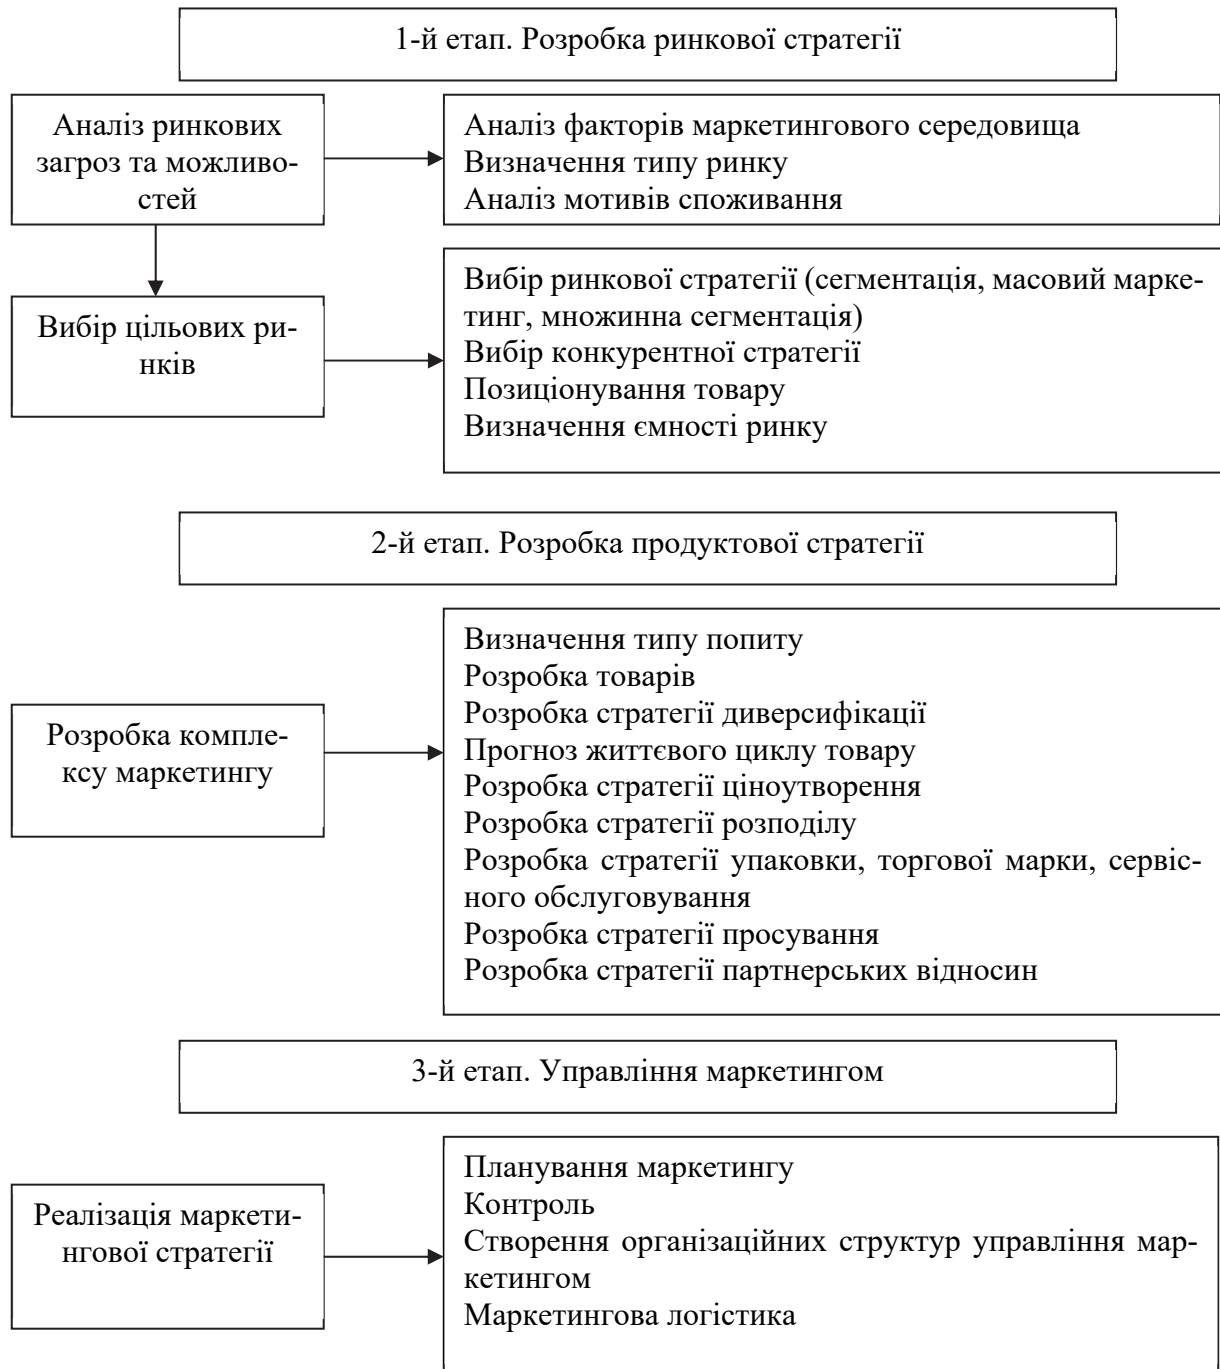 1-й етап. Розробка ринкової стратегії
Аналіз ринкових
загроз та можливо-
стей
Аналіз факторів маркетингового середовища
Визначення типу ринку
Аналіз мотивів споживання
Вибір цільових ри-
нків
Вибір ринкової стратегії (сегментація, масовий марке-
тинг, множинна сегментація)
Вибір конкурентної стратегії
Позиціонування товару
Визначення ємності ринку
2-й етап. Розробка продуктової стратегії
Розробка компле-
ксу маркетингу
Визначення типу попиту
Розробка товарів
Розробка стратегії диверсифікації
Прогноз життєвого циклу товару
Розробка стратегії ціноутворення
Розробка стратегії розподілу
Розробка стратегії упаковки, торгової марки, сервіс-
ного обслуговування
Розробка стратегії просування
Розробка стратегії партнерських відносин
3-й етап. Управління маркетингом
Реалізація маркети-
нгової стратегії
Планування маркетингу
Контроль
Створення організаційних структур управління мар-
кетингом
Маркетингова логістика